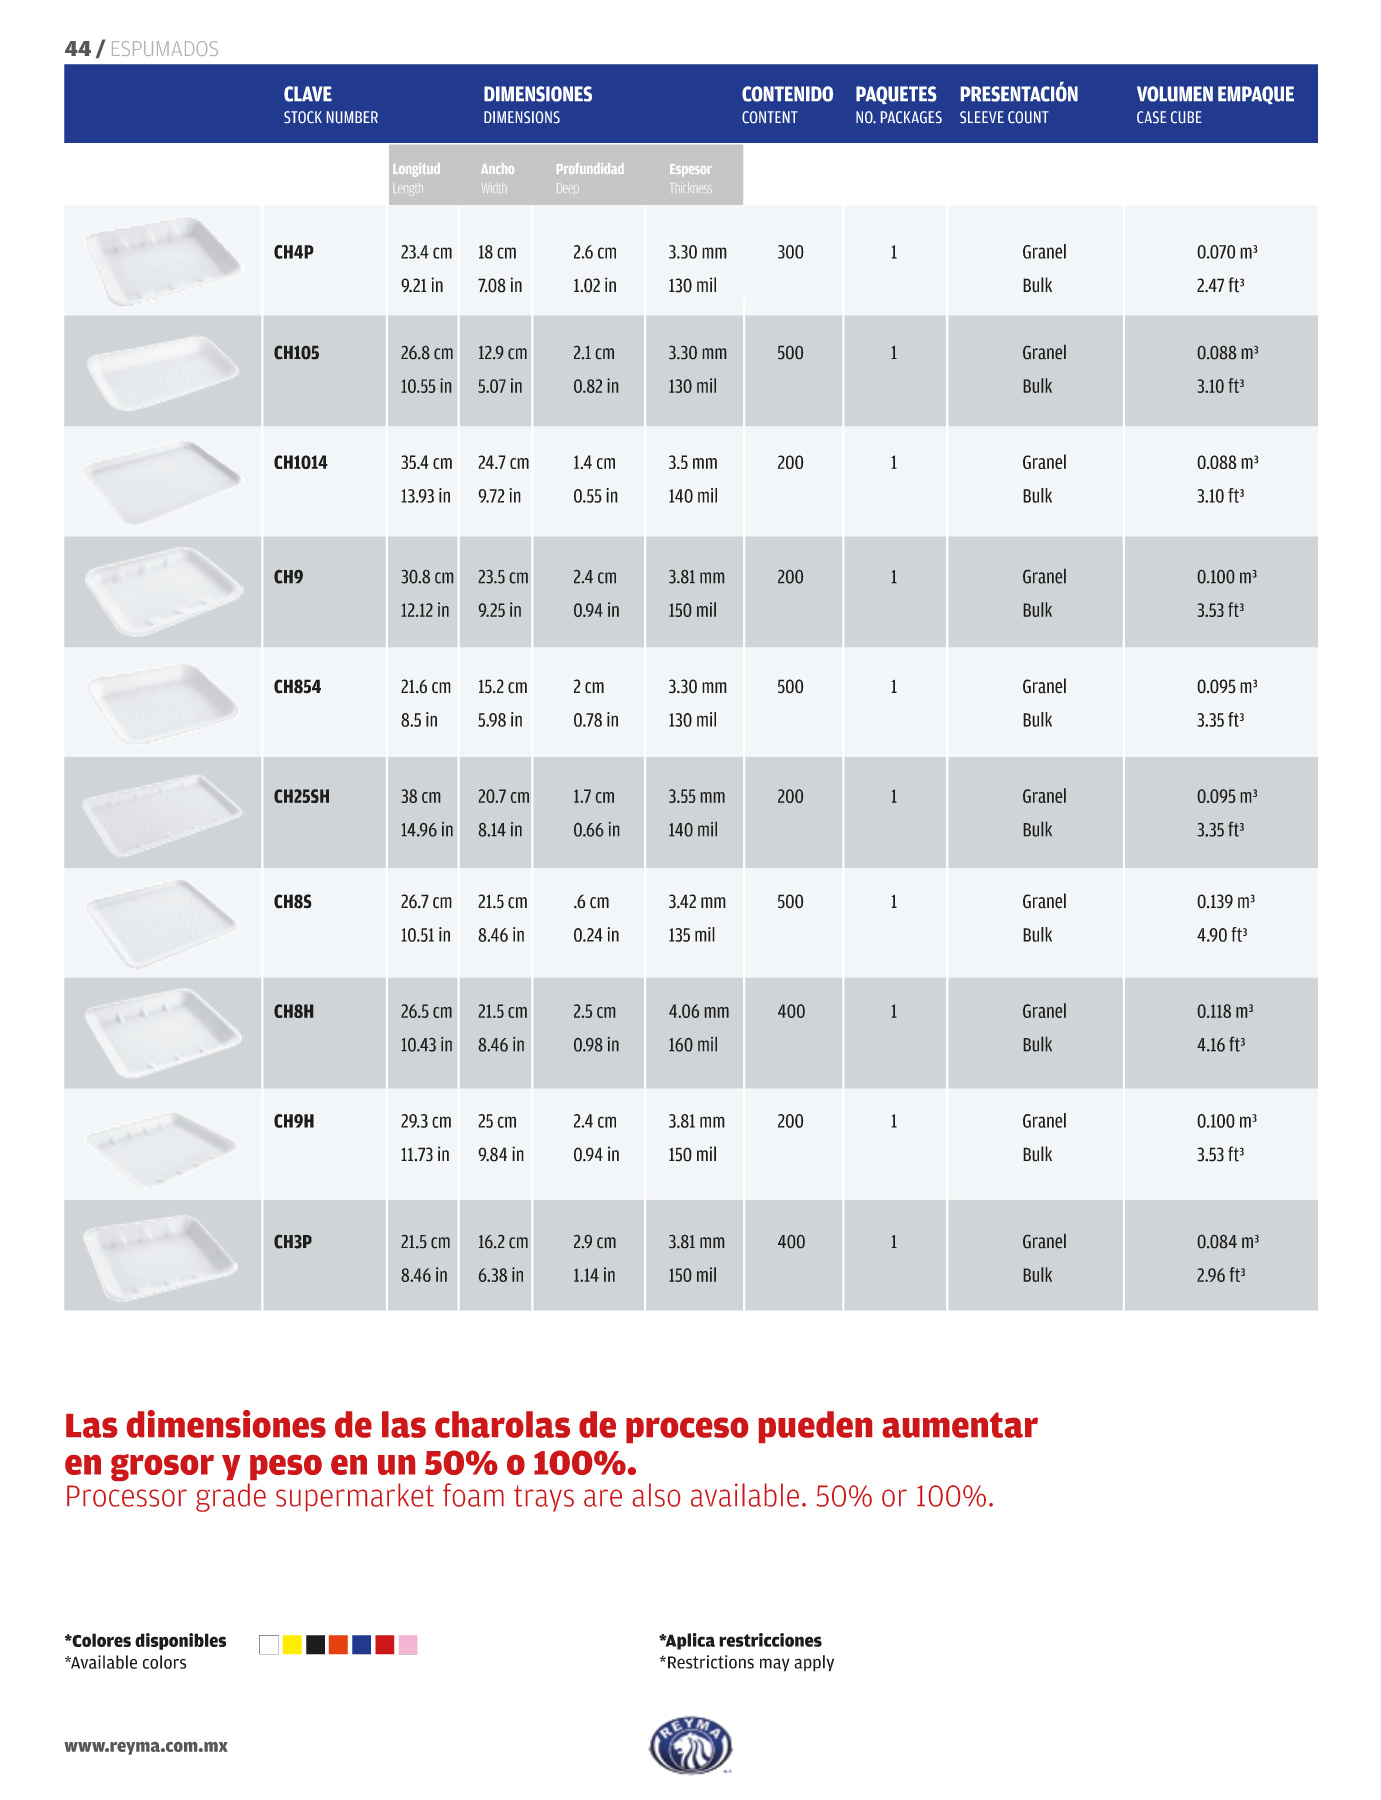 44 / ESPUMADOS
CLAVE DIMENSIONES CONTENIDO PAQUETES PRESENTACIÓN VOLUMEN EMPAQUE
STOCK NUMBER DIMENSIONS CONTENT NO. PACKAGES SLEEVE COUNT CASE CUBE
Longitud Ancho Profundidad Espesor
Length Width Deep Thickness
CH4P 23.4 cm 18 cm 2.6 cm 3.30 mm 300 1 Granel 0.070 m³
9.21 in 7.08 in 1.02 in 130 mil Bulk 2.47 ft³
CH105 26.8 cm 12.9 cm 2.1 cm 3.30 mm 500 1 Granel 0.088 m³
10.55 in 5.07 in 0.82 in 130 mil Bulk 3.10 ft³
CH1014 35.4 cm 24.7 cm 1.4 cm 3.5 mm 200 1 Granel 0.088 m³
13.93 in 9.72 in 0.55 in 140 mil Bulk 3.10 ft³
CH9 30.8 cm 23.5 cm 2.4 cm 3.81 mm 200 1 Granel 0.100 m³
12.12 in 9.25 in 0.94 in 150 mil Bulk 3.53 ft³
CH854 21.6 cm 15.2 cm 2 cm 3.30 mm 500 1 Granel 0.095 m³
8.5 in 5.98 in 0.78 in 130 mil Bulk 3.35 ft³
CH25SH 38 cm 20.7 cm 1.7 cm 3.55 mm 200 1 Granel 0.095 m³
14.96 in 8.14 in 0.66 in 140 mil Bulk 3.35 ft³
CH8S 26.7 cm 21.5 cm .6 cm 3.42 mm 500 1 Granel 0.139 m³
10.51 in 8.46 in 0.24 in 135 mil Bulk 4.90 ft³
CH8H 26.5 cm 21.5 cm 2.5 cm 4.06 mm 400 1 Granel 0.118 m³
10.43 in 8.46 in 0.98 in 160 mil Bulk 4.16 ft³
CH9H 29.3 cm 25 cm 2.4 cm 3.81 mm 200 1 Granel 0.100 m³
11.73 in 9.84 in 0.94 in 150 mil Bulk 3.53 ft³
CH3P 21.5 cm 16.2 cm 2.9 cm 3.81 mm 400 1 Granel 0.084 m³
8.46 in 6.38 in 1.14 in 150 mil Bulk 2.96 ft³
Las dimensiones de las charolas de proceso pueden aumentar
en grosor y peso en un 50% o 100%.
Processor grade supermarket foam trays are also available. 50% or 100%.
*Colores disponibles *Aplica restricciones
*Available colors *Restrictions may apply
www.reyma.com.mx REYMA